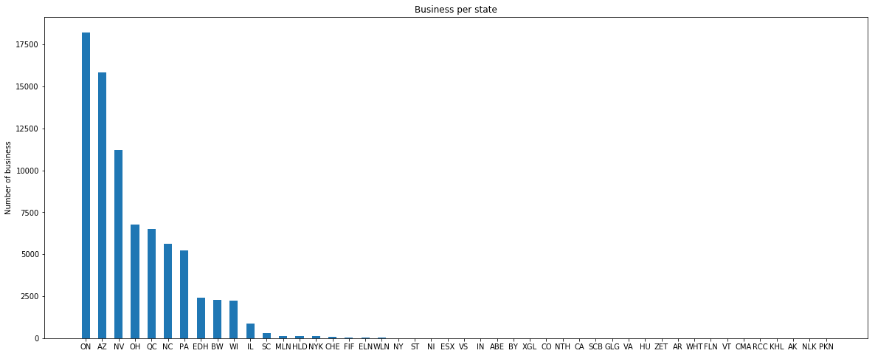 Business per state
Number of business
17500
15000
12500
10000
7500
5000
2500
0
ON AZ NV OH QC NC PA EDH BW WI IL SC MLN HLD NYK CHE FIF ELN WLN NY ST NI ESX VS IN ABE BY XGL CO NTH CA SCB GLG VA HU ZET AR WHT FLN VT CMA RCC KHL AK NLK PKN